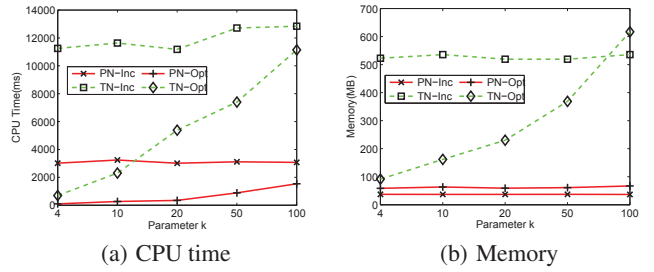 14000
12000
10000
8000
6000
4000
2000
0
CPU Time(ms)
PN-Inc PN-Opt
TN-Inc TN-Opt
4 10 20 50 100
Parameter k
(a) CPU time
700
600
500
400
300
200
100
0
Memory(MB)
PN-Inc PN-Opt
TN-Inc TN-Opt
4 10 20 50 100
Parameter k
(b) Memory